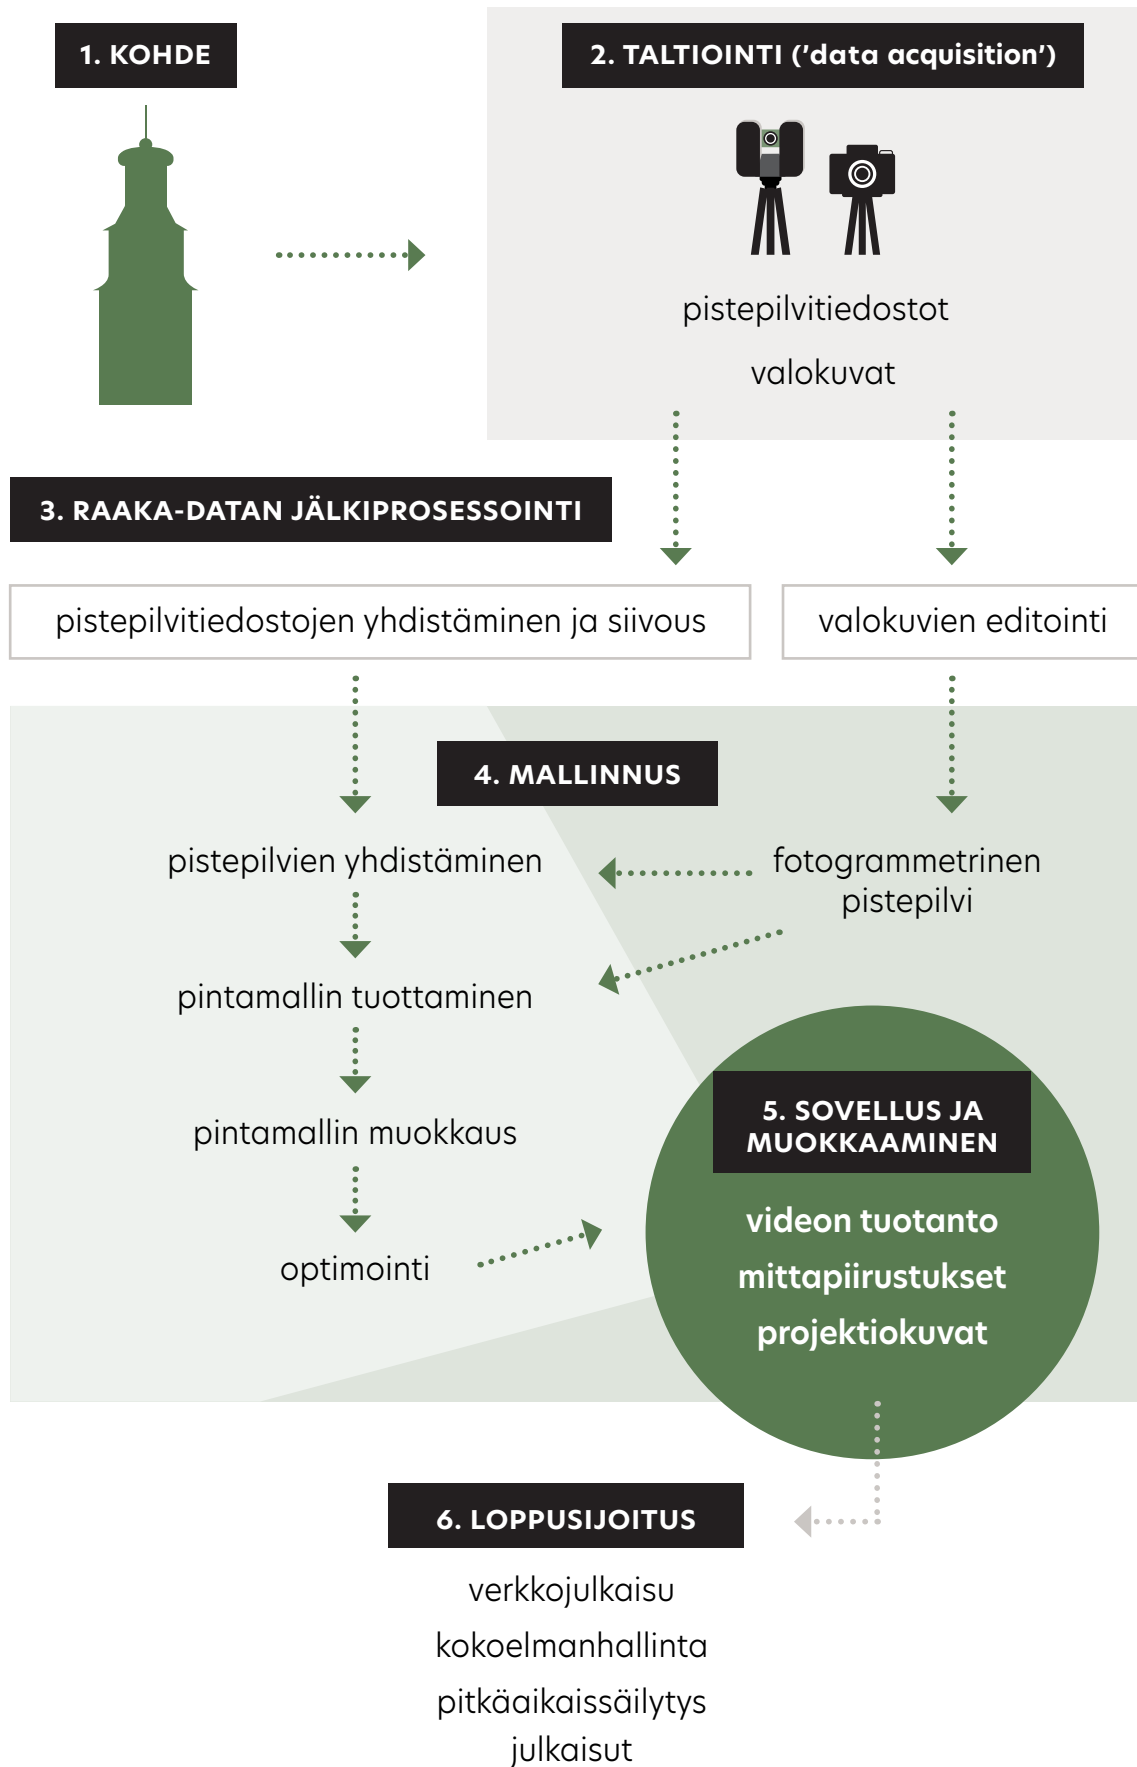 1. KOHDE
2. TALTIOINTI (’data acquisition’)
pistepilvitiedostot
valokuvat
3. RAAKA-DATAN JÄLKIPROSESSOINTI
pistepilvitiedostojen yhdistäminen ja siivous
valokuvien editointi
4. MALLINNUS
pistepilvien yhdistäminen
fotogrammetrinen
pistepilvi
pintamallin tuottaminen
pintamallin muokkaus
optimointi
5. SOVELLUS JA
MUOKKAAMINEN
videon tuotanto
mittapiirustukset
projektiokuvat
6. LOPPUSIJOITUS
verkkojulkaisu
kokoelmanhallinta
pitkäaikaissäilytys
julkaisut